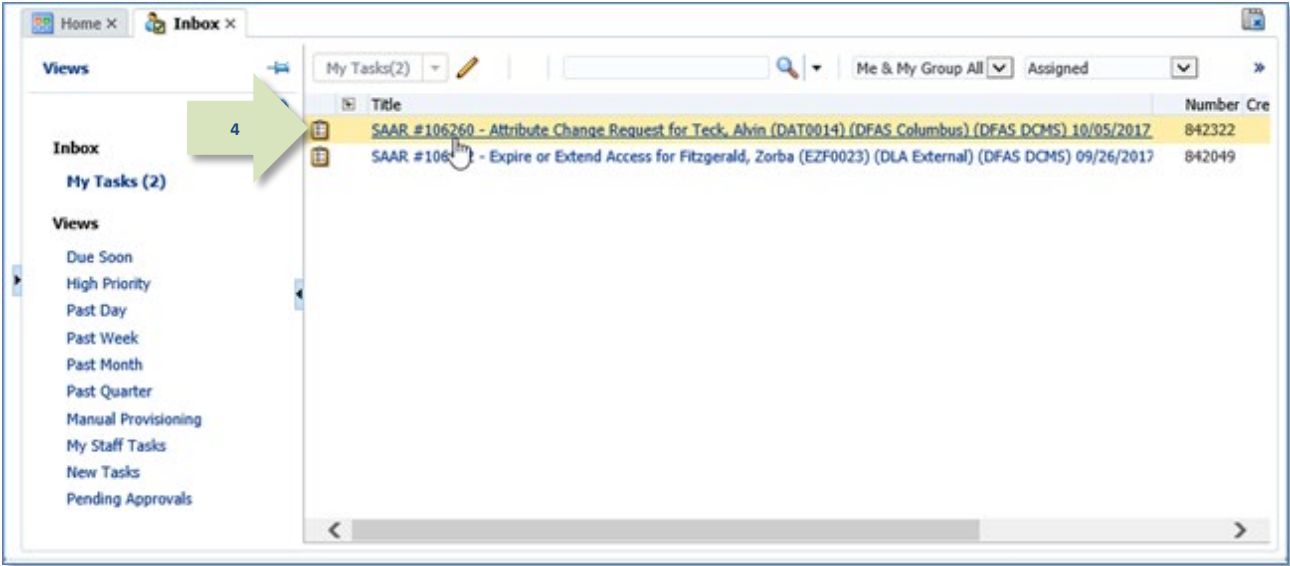 Home × Inbox ×
Views My Tasks(2) Me & My Group All Assigned »
Title Number Cre
4 SAAR #106260 - Attribute Change Request for Teck, Alvin (DAT0014) (DFAS Columbus) (DFAS DCMS) 10/05/2017 842322
SAAR #106 - Expire or Extend Access for Fitzgerald, Zorba (EZF0023) (DLA External) (DFAS DCMS) 09/26/2017 842049
Inbox
My Tasks (2)
Views
Due Soon
High Priority
Past Day
Past Week
Past Month
Past Quarter
Manual Provisioning
My Staff Tasks
New Tasks
Pending Approvals